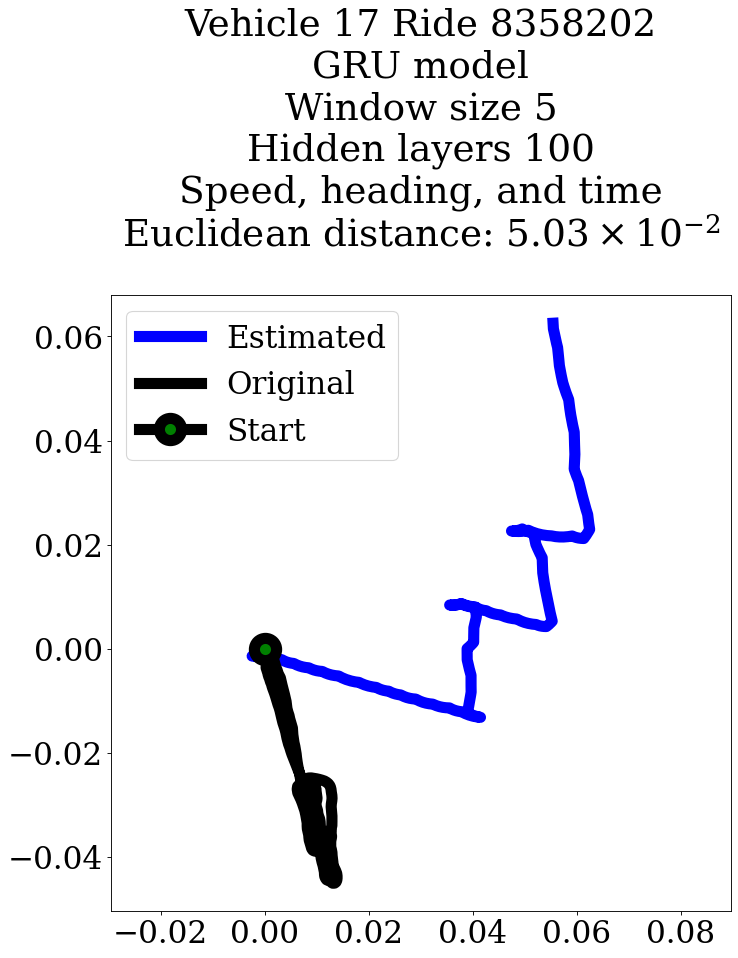 Vehicle 17 Ride 8358202
GRU model
Window size 5
Hidden layers 100
Speed, heading, and time
Euclidean distance: 5.03 × 10⁻²
Estimated
Original
Start
0.06
0.04
0.02
0.00
−0.02
−0.04
−0.02 0.00 0.02 0.04 0.06 0.08